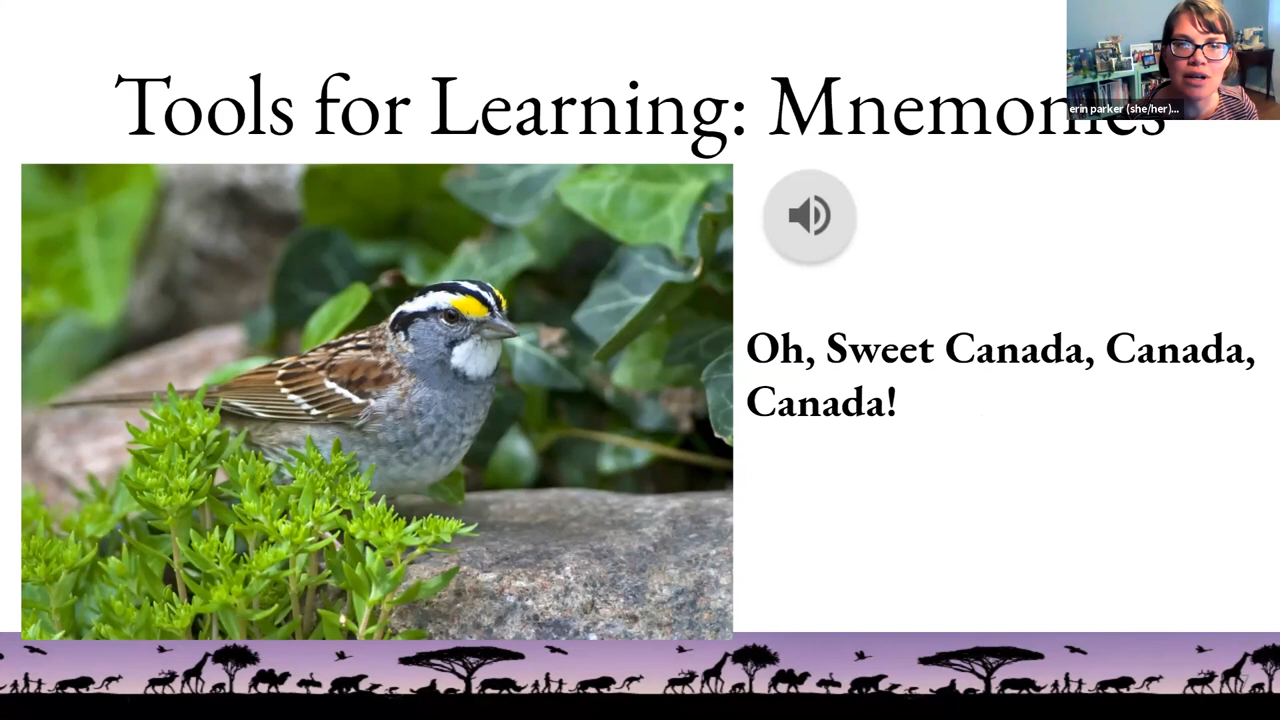 Tools for Learning: Mnemonics
erin parker (she/her)...
Oh, Sweet Canada, Canada,
Canada!